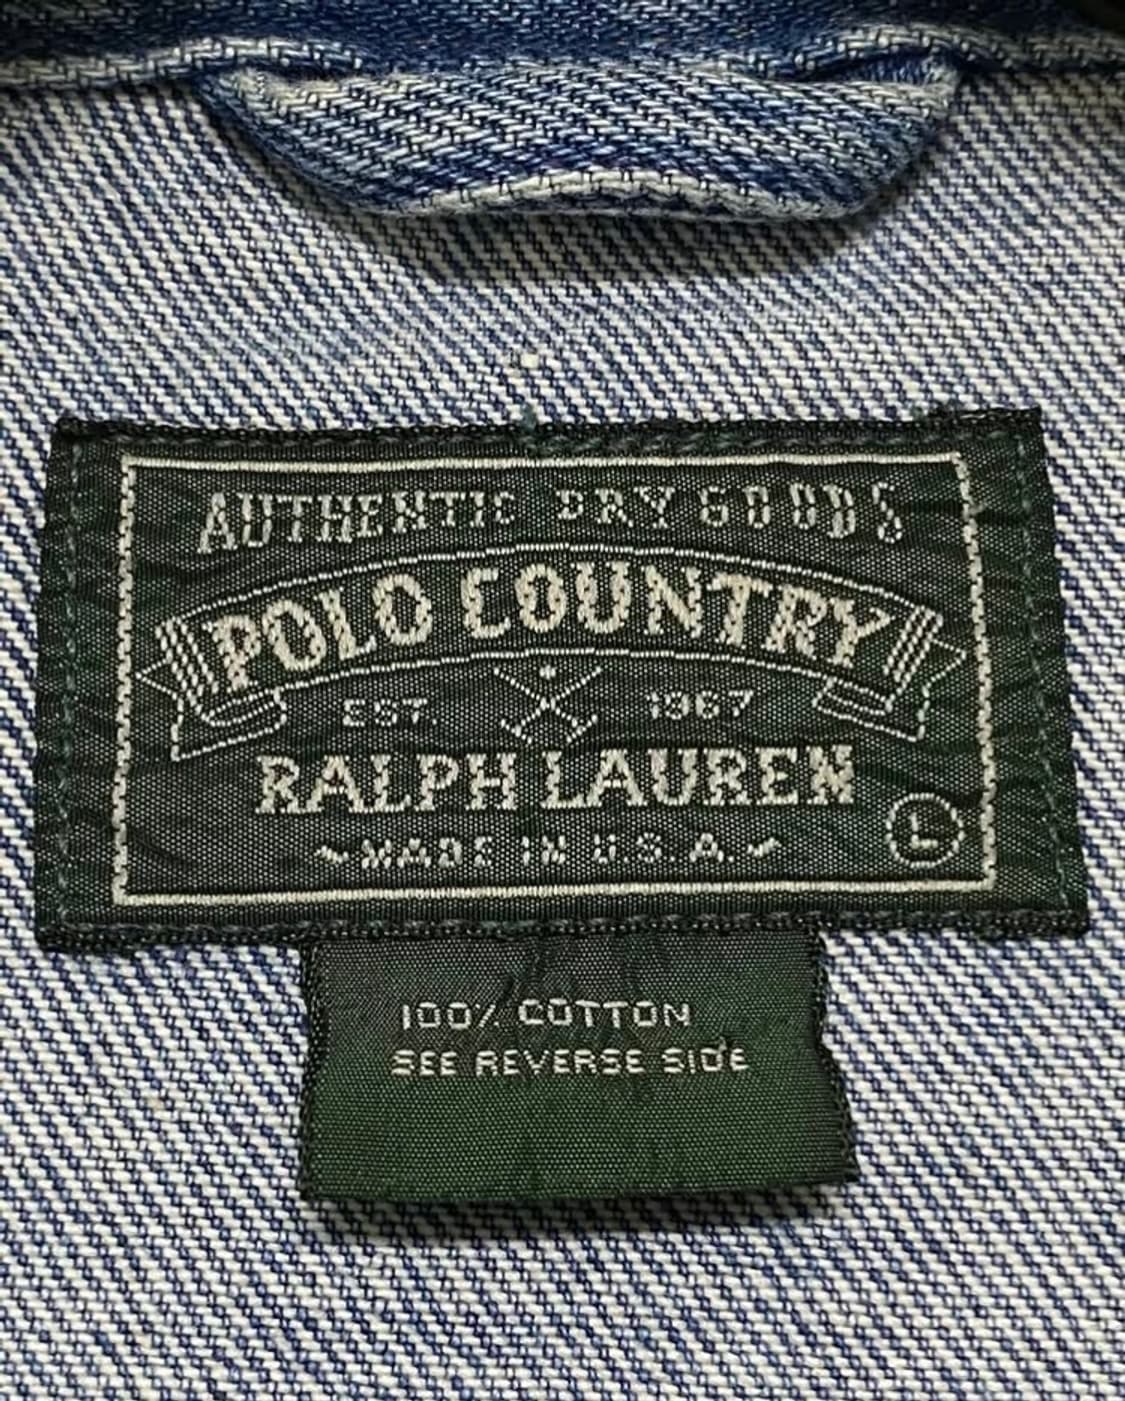 AUTHENTIC DRY GOODS
POLO COUNTRY
EST. 1967
RALPH LAUREN
L
MADE IN U.S.A.
100% COTTON
SEE REVERSE SIDE